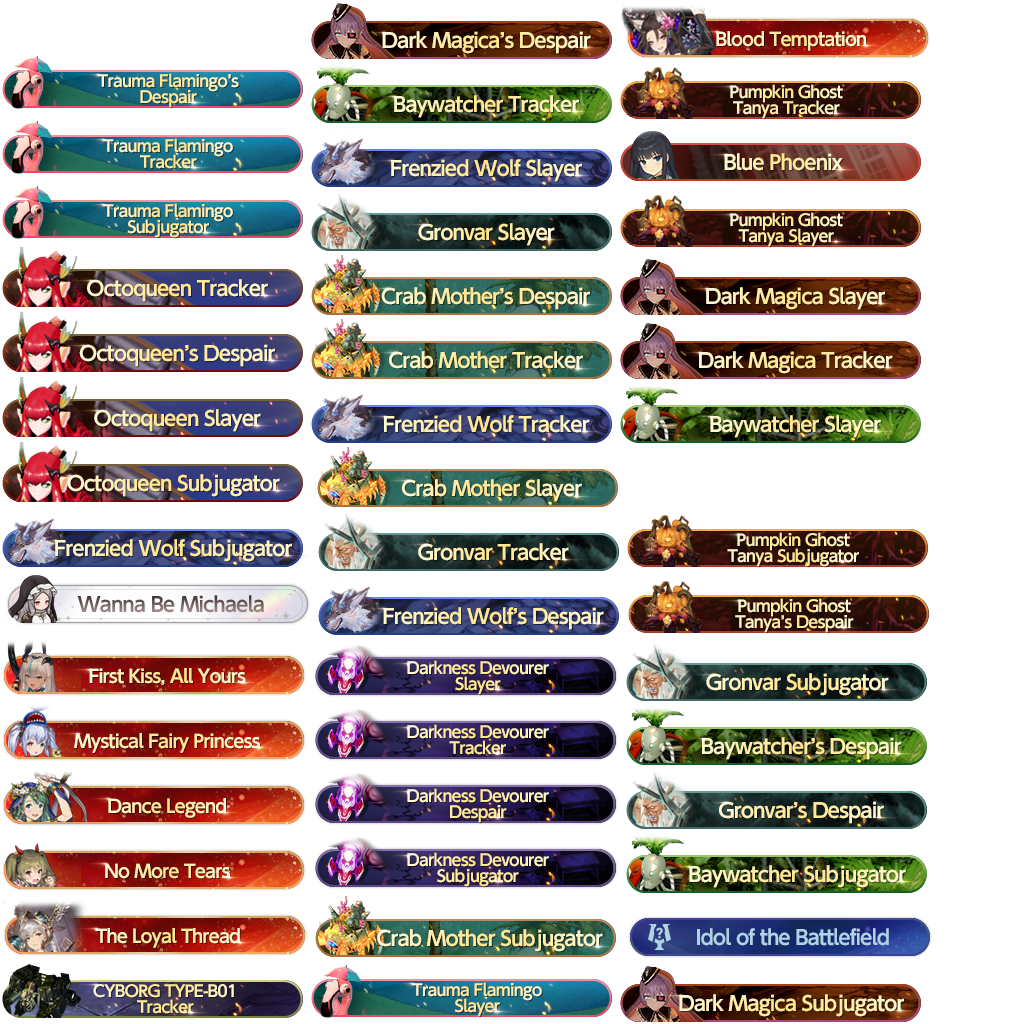 Trauma Flamingo's
Despair
Trauma Flamingo
Tracker
Trauma Flamingo
Subjugator
Octoqueen Tracker
Octoqueen's Despair
Octoqueen Slayer
Octoqueen Subjugator
Frenzied Wolf Subjugator
Wanna Be Michaela
First Kiss, All Yours
Mystical Fairy Princess
Dance Legend
No More Tears
The Loyal Thread
CYBORG TYPE-B01
Tracker
Dark Magica's Despair
Baywatcher Tracker
Frenzied Wolf Slayer
Gronvar Slayer
Crab Mother's Despair
Crab Mother Tracker
Frenzied Wolf Tracker
Crab Mother Slayer
Gronvar Tracker
Frenzied Wolf's Despair
Darkness Devourer
Slayer
Darkness Devourer
Tracker
Darkness Devourer
Despair
Darkness Devourer
Subjugator
Crab Mother Subjugator
Trauma Flamingo
Slayer
Blood Temptation
Pumpkin Ghost
Tanya Tracker
Blue Phoenix
Pumpkin Ghost
Tanya Slayer
Dark Magica Slayer
Dark Magica Tracker
Baywatcher Slayer
Pumpkin Ghost
Tanya Subjugator
Pumpkin Ghost
Tanya's Despair
Gronvar Subjugator
Baywatcher's Despair
Gronvar's Despair
Baywatcher Subjugator
?
Idol of the Battlefield
Dark Magica Subjugator